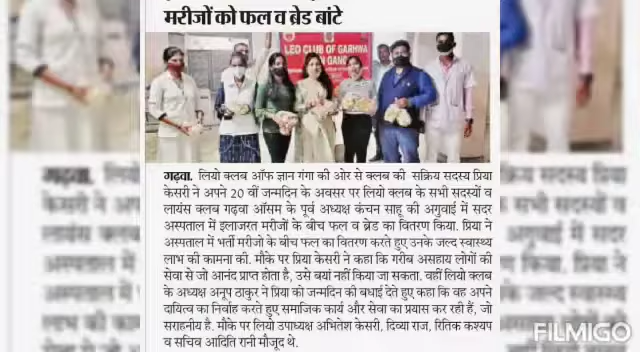 मरीजों को फल व ब्रेड बांटे
LEO CLUB OF GARHWA
गढ़वा. लियो क्लब ऑफ ज्ञान गंगा की ओर से क्लब की सक्रिय सदस्य प्रिया
केसरी ने अपने 20 वीं जन्मदिन के अवसर पर लियो क्लब के सभी सदस्यों व
लायंस क्लब गढ़वा ऑसम के पूर्व अध्यक्ष कंचन साहू की अगुवाई में सदर
अस्पताल में इलाजरत मरीजों के बीच फल व ब्रेड का वितरण किया. प्रिया ने
अस्पताल में भर्ती मरीजो के बीच फल का वितरण करते हुए उनके जल्द स्वास्थ्य
लाभ की कामना की. मौके पर प्रिया केसरी ने कहा कि गरीब असहाय लोगों की
सेवा से जो आनंद प्राप्त होता है, उसे बयां नहीं किया जा सकता. वहीं लियो क्लब
के अध्यक्ष अनूप ठाकुर ने प्रिया को जन्मदिन की बधाई देते हुए कहा कि वह अपने
दायित्व का निर्वाह करते हुए समाजिक कार्य और सेवा का प्रयास कर रही हैं, जो
सराहनीय है. मौके पर लियो उपाध्यक्ष अभितेश केसरी, दिव्या राज, रितिक कश्यप
व सचिव आदिति रानी मौजूद थे.
FILMIGO